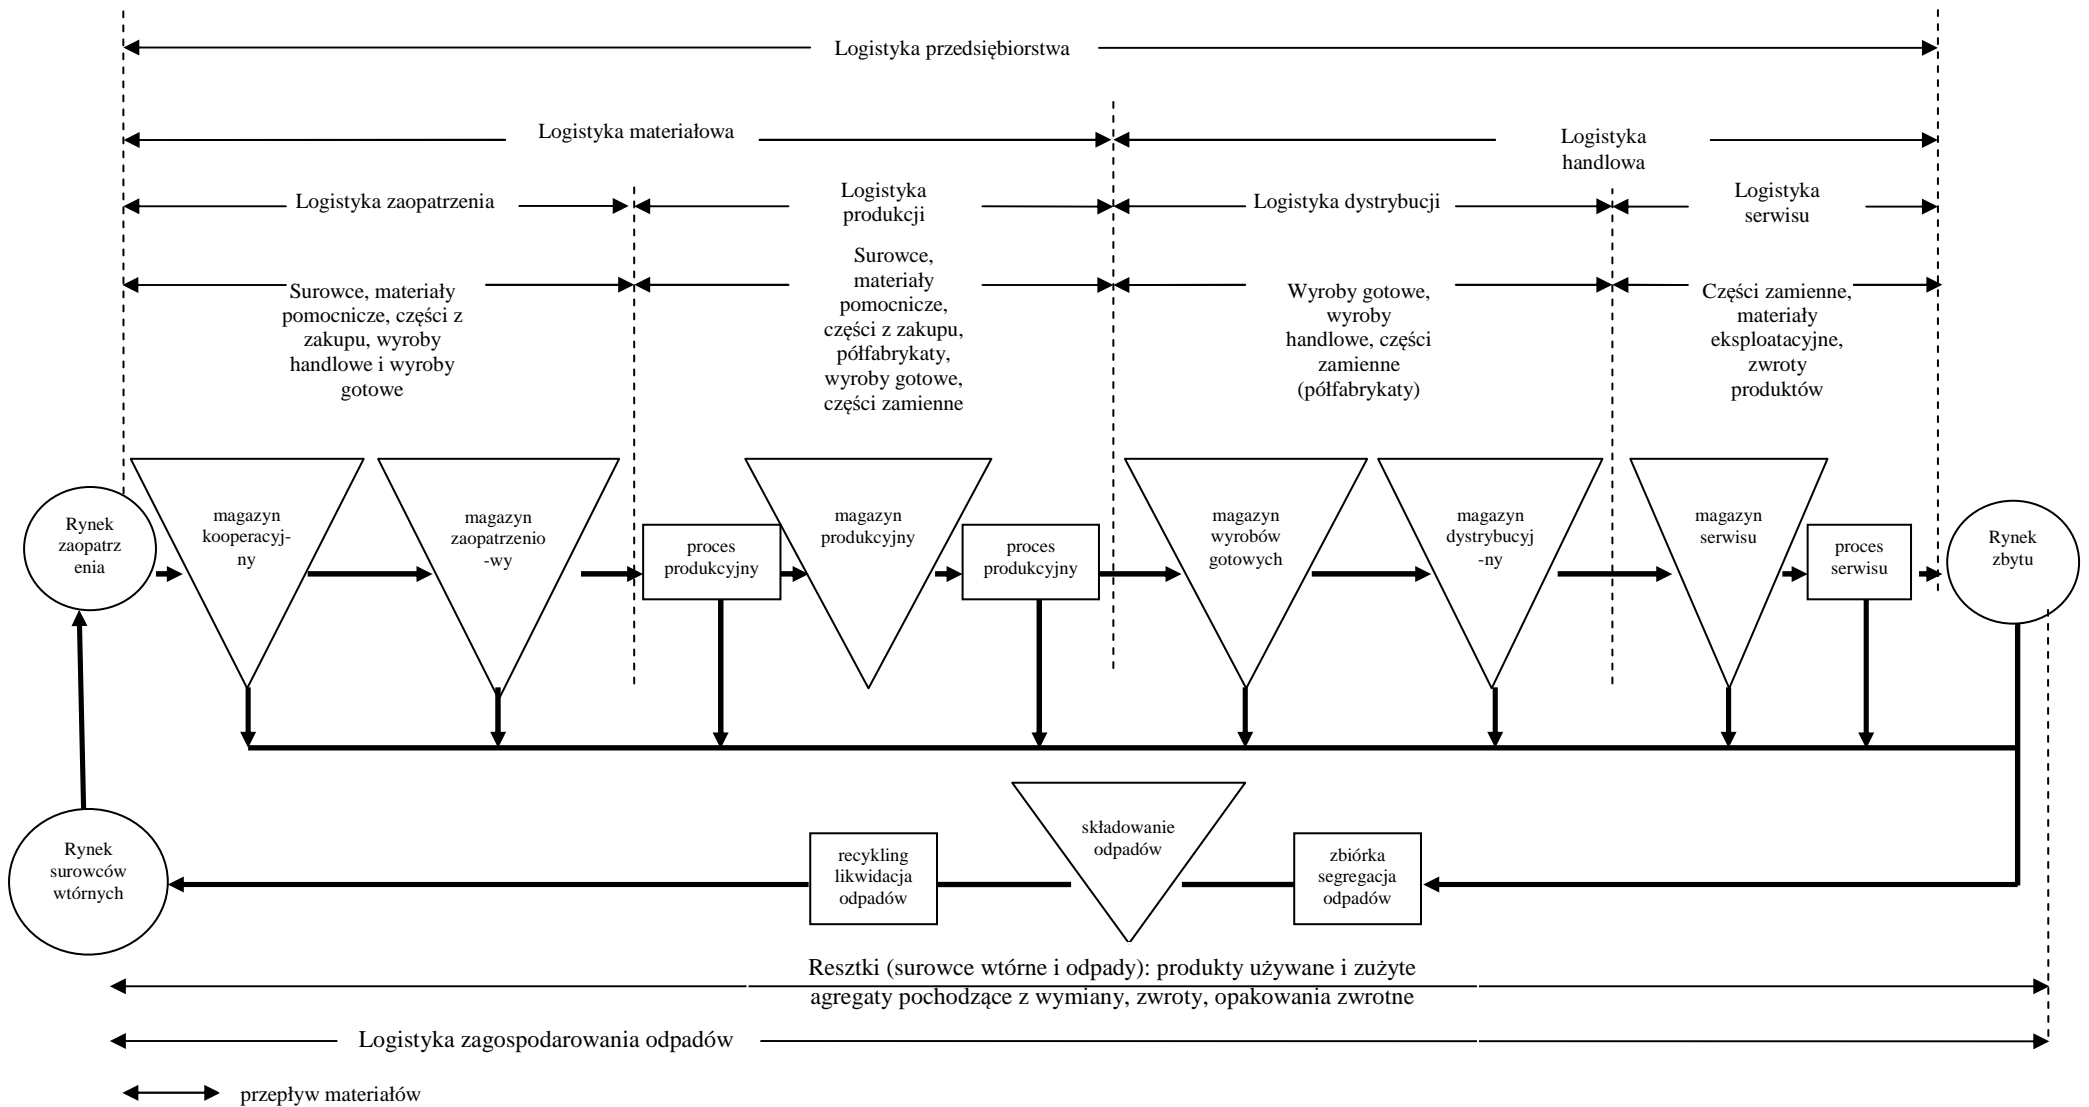 Logistyka przedsiębiorstwa
Logistyka materiałowa
Logistyka
handlowa
Logistyka zaopatrzenia
Logistyka
produkcji
Logistyka dystrybucji
Logistyka
serwisu
Surowce, materiały
pomocnicze, części z
zakupu, wyroby
handlowe i wyroby
gotowe
Surowce,
materiały
pomocnicze,
części z zakupu,
półfabrykaty,
wyroby gotowe,
części zamienne
Wyroby gotowe,
wyroby
handlowe, części
zamienne
(półfabrykaty)
Części zamienne,
materiały
eksploatacyjne,
zwroty
produktów
Rynek
zaopatrz
enia
magazyn
kooperacyj-
ny
magazyn
zaopatrzenio
-wy
proces
produkcyjny
magazyn
produkcyjny
proces
produkcyjny
magazyn
wyrobów
gotowych
magazyn
dystrybucyj
-ny
magazyn
serwisu
proces
serwisu
Rynek
zbytu
Rynek
surowców
wtórnych
recykling
likwidacja
odpadów
składowanie
odpadów
zbiórka
segregacja
odpadów
Resztki (surowce wtórne i odpady): produkty używane i zużyte
agregaty pochodzące z wymiany, zwroty, opakowania zwrotne
Logistyka zagospodarowania odpadów
przepływ materiałów